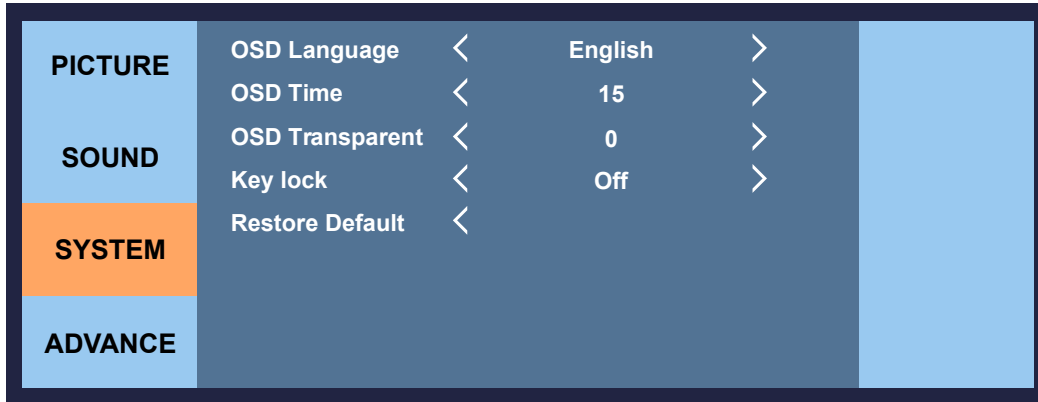 PICTURE
SOUND
SYSTEM
ADVANCE
OSD Language < English >
OSD Time < 15 >
OSD Transparent < 0 >
Key lock < Off >
Restore Default <